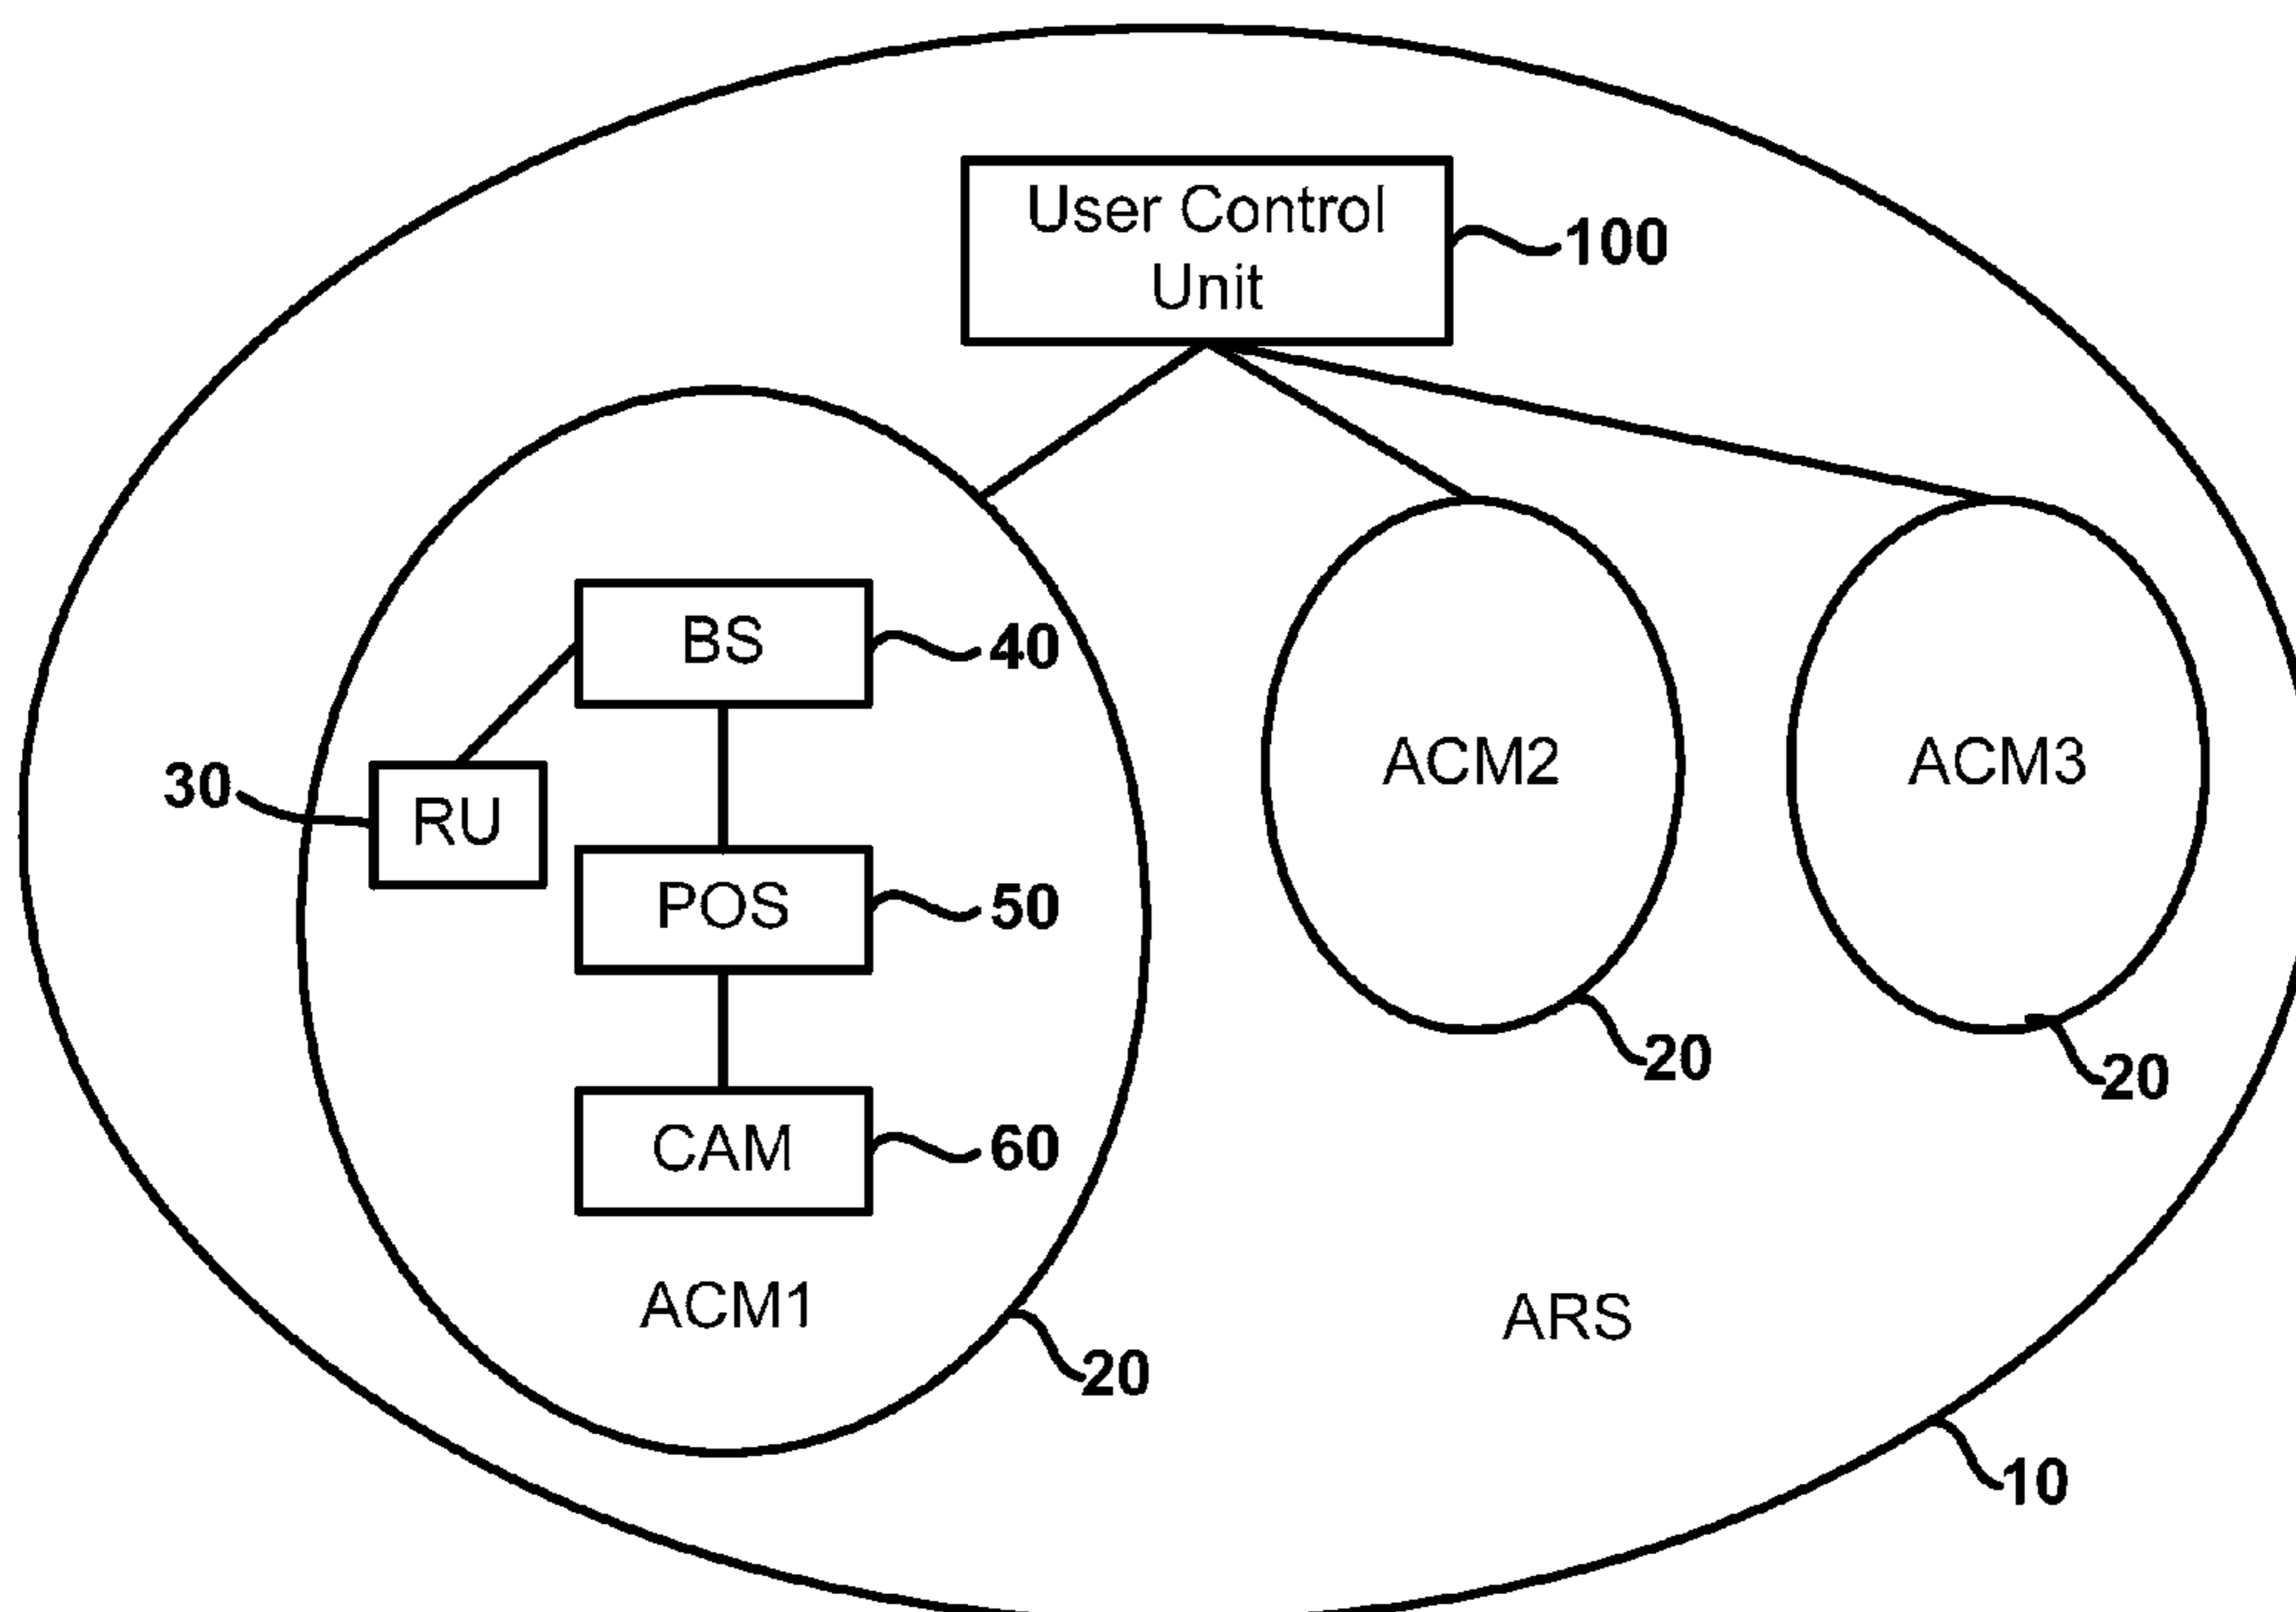 User Control
Unit
100
BS
40
30
RU
POS
50
CAM
60
ACM1
20
ACM2
20
ACM3
20
ARS
10